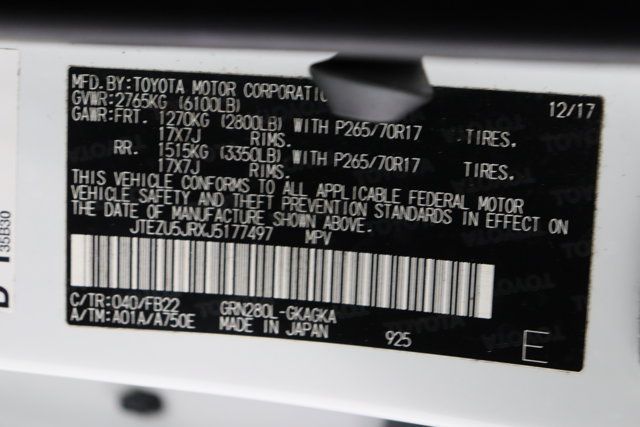 MFD. BY: TOYOTA MOTOR CORPORATIO 12/17
GVWR: 2765KG (6100LB)
GAWR: FRT. 1270KG (2800LB) WITH P265/70R17 TIRES.
17X7J RIMS.
RR. 1515KG (3350LB) WITH P265/70R17 TIRES.
17X7J RIMS.
THIS VEHICLE CONFORMS TO ALL APPLICABLE FEDERAL MOTOR
VEHICLE SAFETY AND THEFT PREVENTION STANDARDS IN EFFECT ON
THE DATE OF MANUFACTURE SHOWN ABOVE.
JTEZU5JRXJ5177497 MPV
C/TR: 040/FB22 GRN280L-GKAGKA
A/TM: A01A/A750E MADE IN JAPAN 925 E
35B30